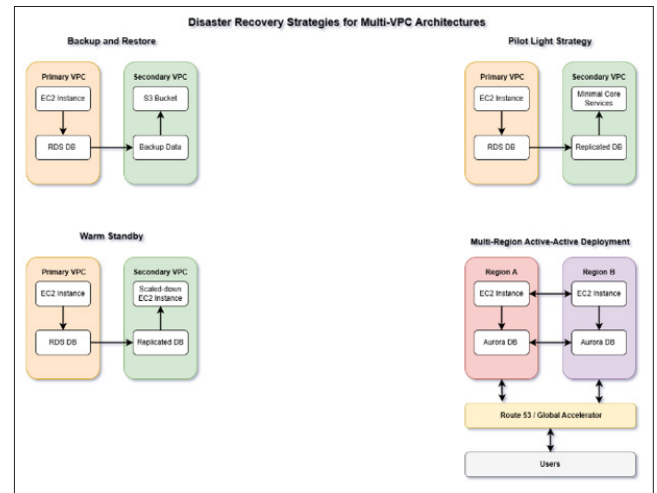 Disaster Recovery Strategies for Multi-VPC Architectures
Backup and Restore
Primary VPC
EC2 Instance
RDS DB
Secondary VPC
S3 Bucket
Backup Data
Pilot Light Strategy
Primary VPC
EC2 Instance
RDS DB
Secondary VPC
Minimal Core
Services
Replicated DB
Warm Standby
Primary VPC
EC2 Instance
RDS DB
Secondary VPC
Scaled-down
EC2 Instance
Replicated DB
Multi-Region Active-Active Deployment
Region A
EC2 Instance
Aurora DB
Region B
EC2 Instance
Aurora DB
Route 53 / Global Accelerator
Users